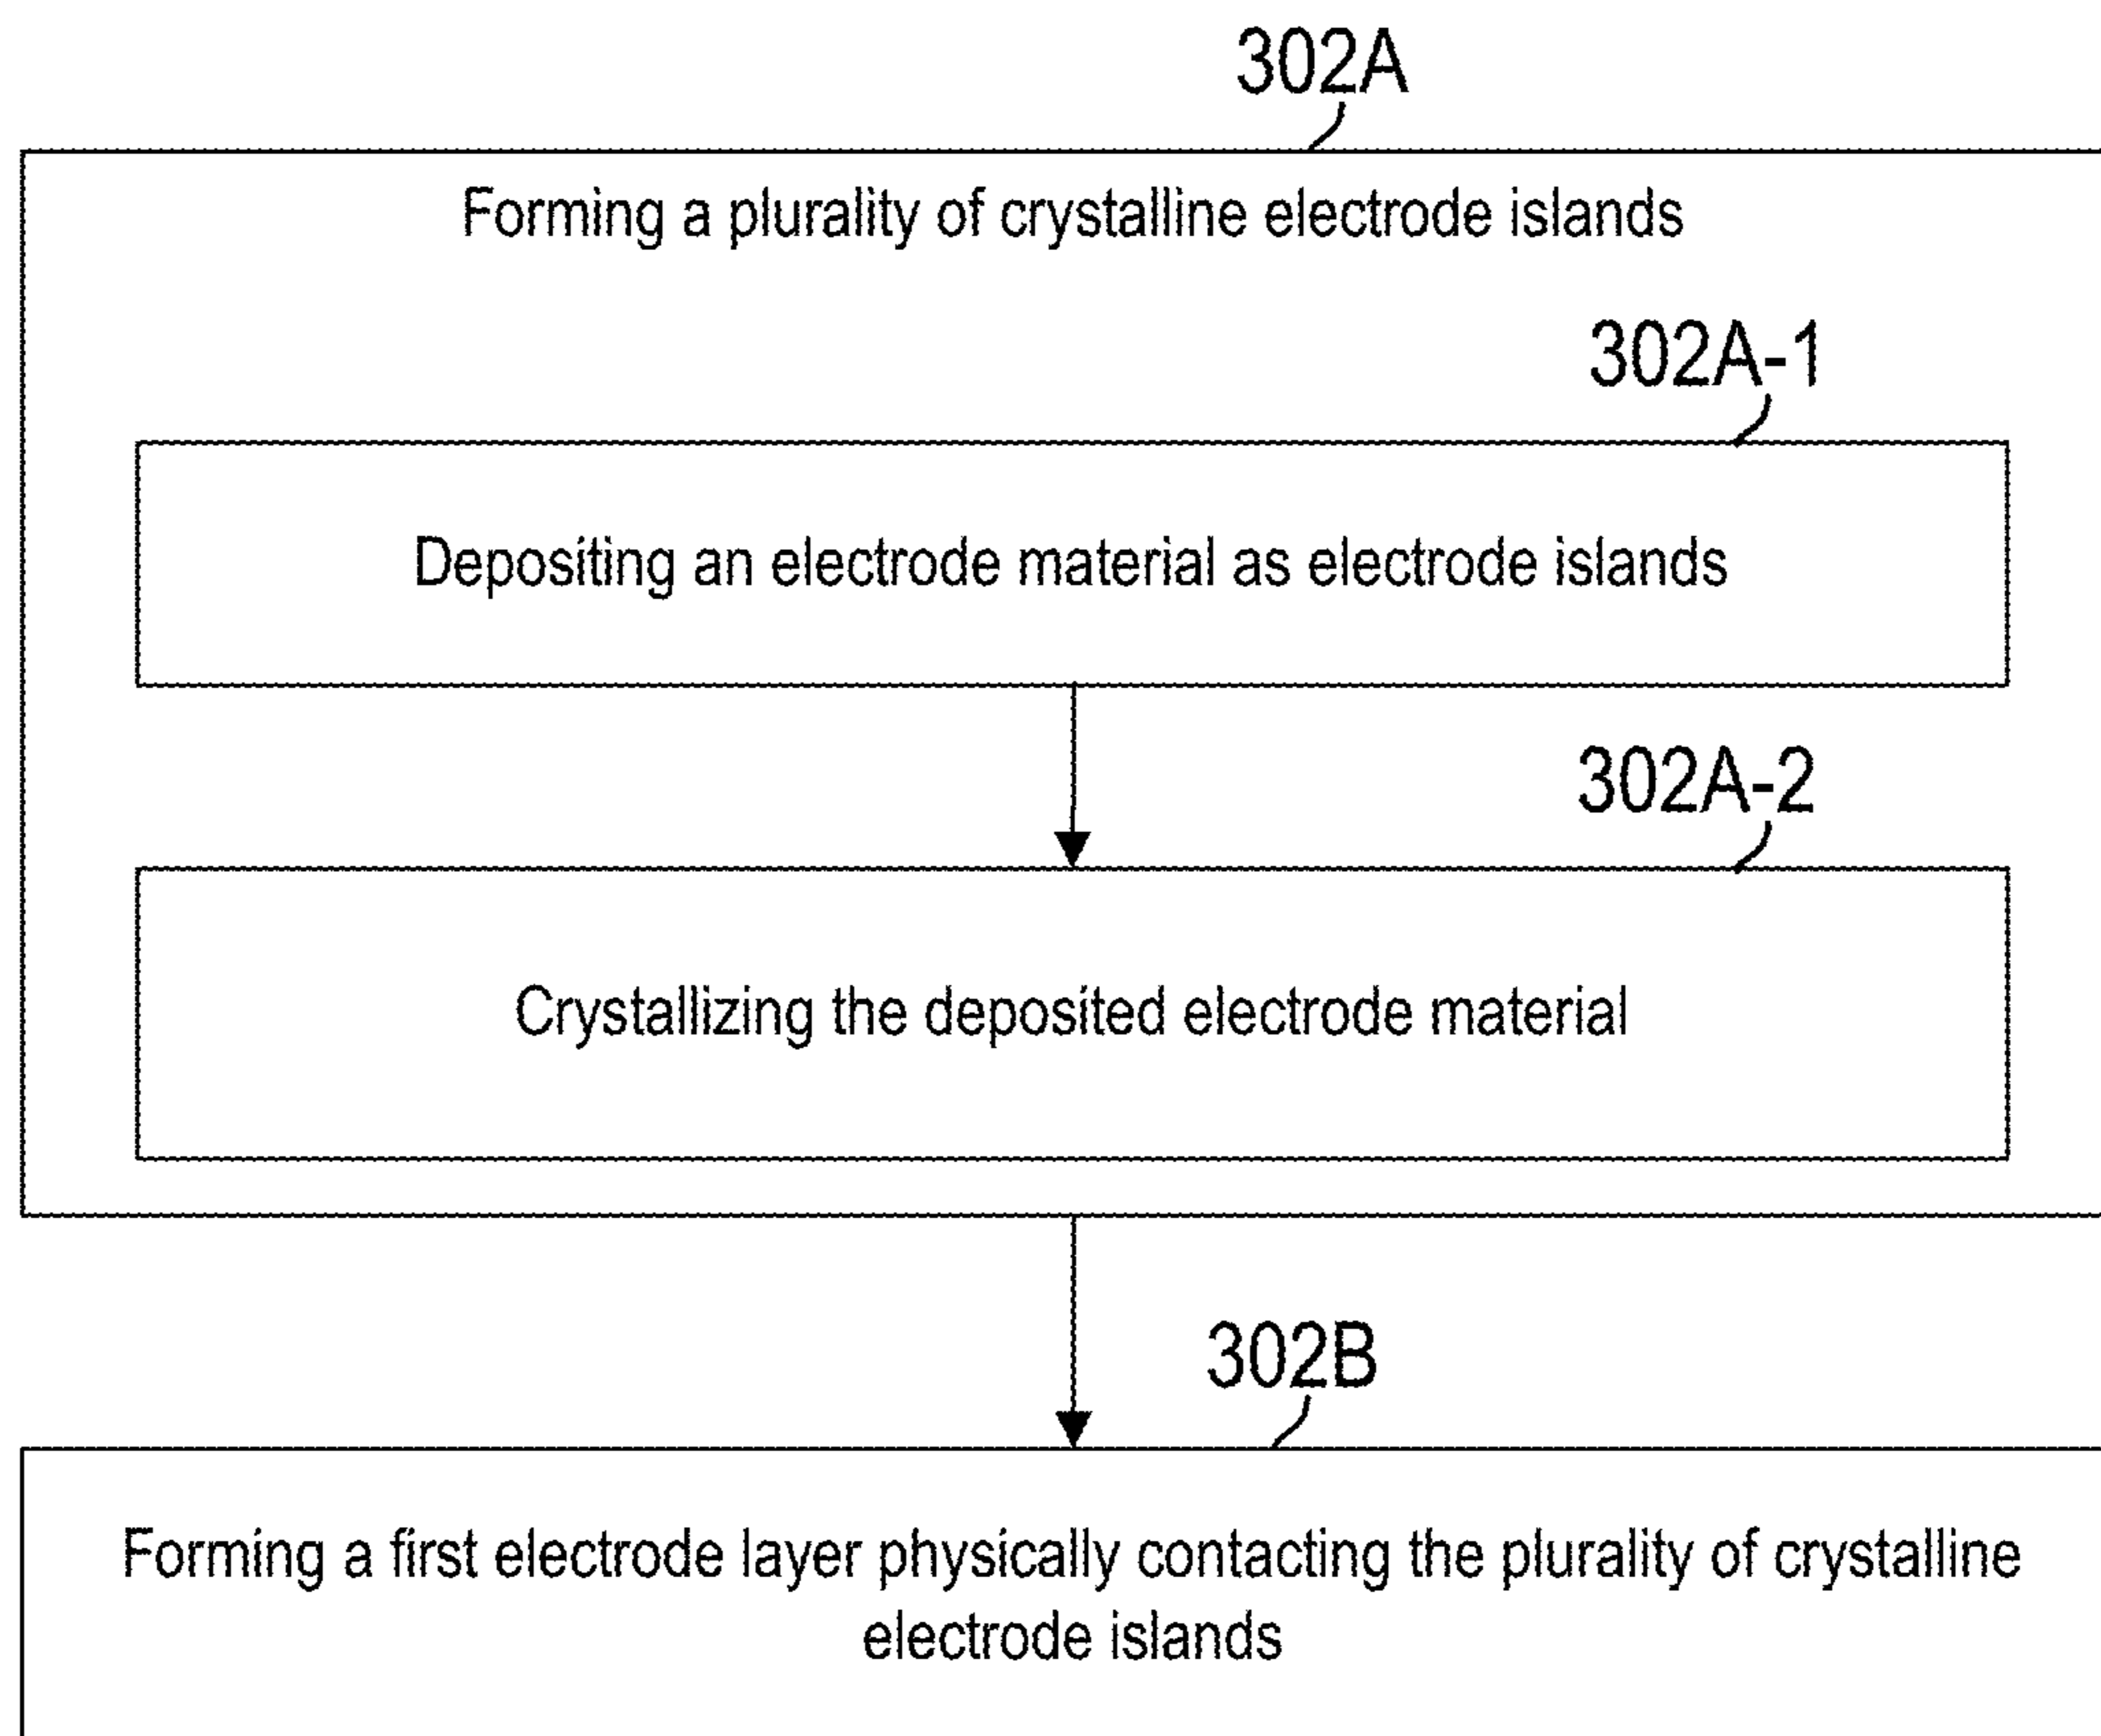 302A
Forming a plurality of crystalline electrode islands
302A-1
Depositing an electrode material as electrode islands
302A-2
Crystallizing the deposited electrode material
302B
Forming a first electrode layer physically contacting the plurality of crystalline
electrode islands